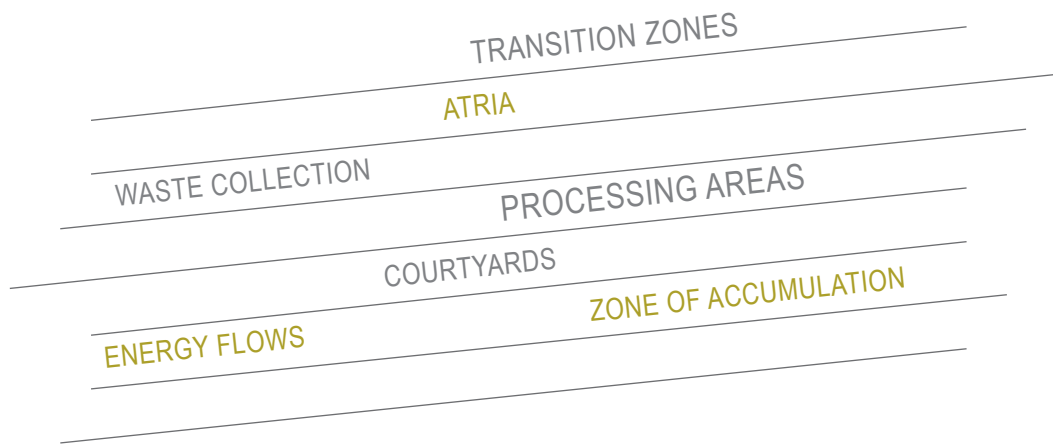 TRANSITION ZONES
ATRIA
WASTE COLLECTION
PROCESSING AREAS
COURTYARDS
ZONE OF ACCUMULATION
ENERGY FLOWS